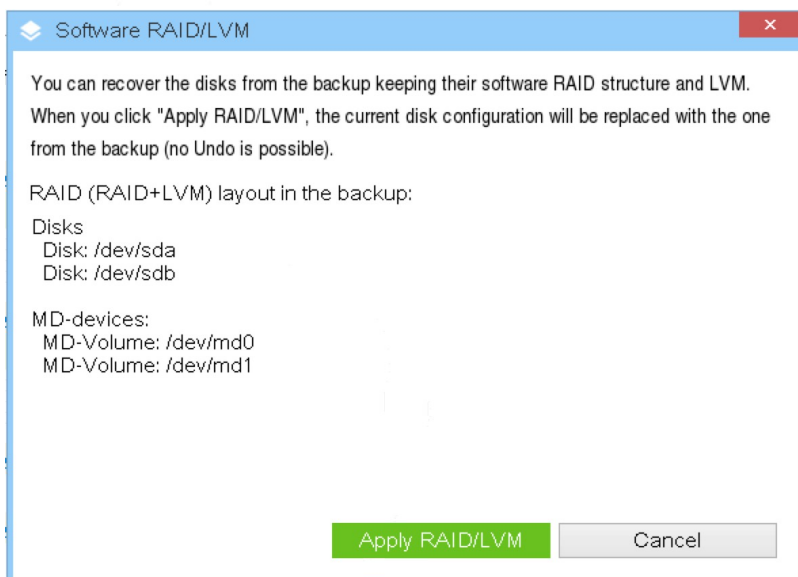 Software RAID/LVM
You can recover the disks from the backup keeping their software RAID structure and LVM.
When you click "Apply RAID/LVM", the current disk configuration will be replaced with the one
from the backup (no Undo is possible).
RAID (RAID+LVM) layout in the backup:
Disks
Disk: /dev/sda
Disk: /dev/sdb
MD-devices:
MD-Volume: /dev/md0
MD-Volume: /dev/md1
Apply RAID/LVM Cancel